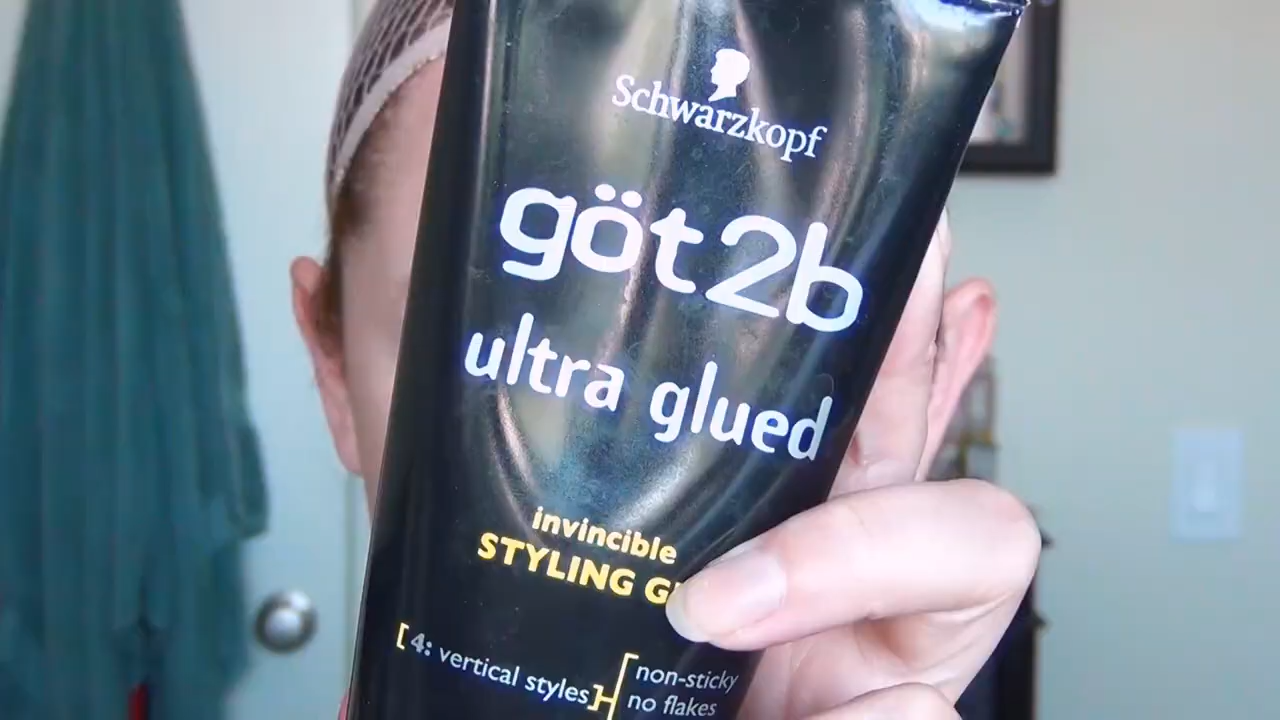 Schwarzkopf
göt2b
ultra glued
invincible
STYLING
[4: vertical styles]
non-sticky
no flakes